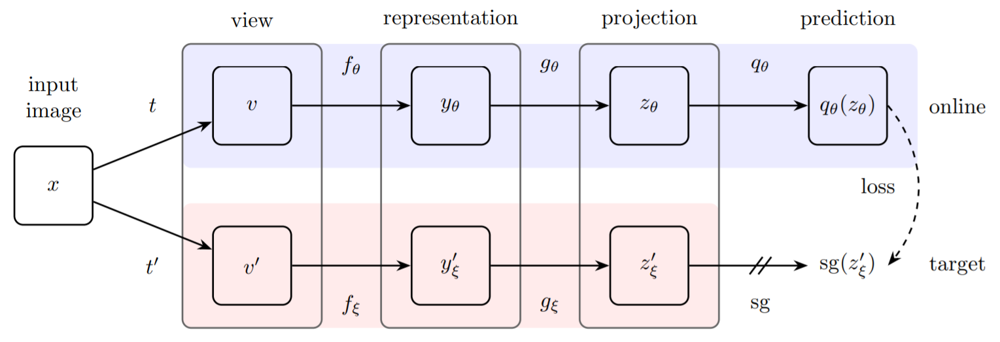 view
representation
projection
prediction
input
image
t
f_θ
g_θ
q_θ
v
y_θ
z_θ
q_θ(z_θ)
online
x
loss
t′
v′
y′_ξ
z′_ξ
sg(z′_ξ)
target
f_ξ
g_ξ
sg